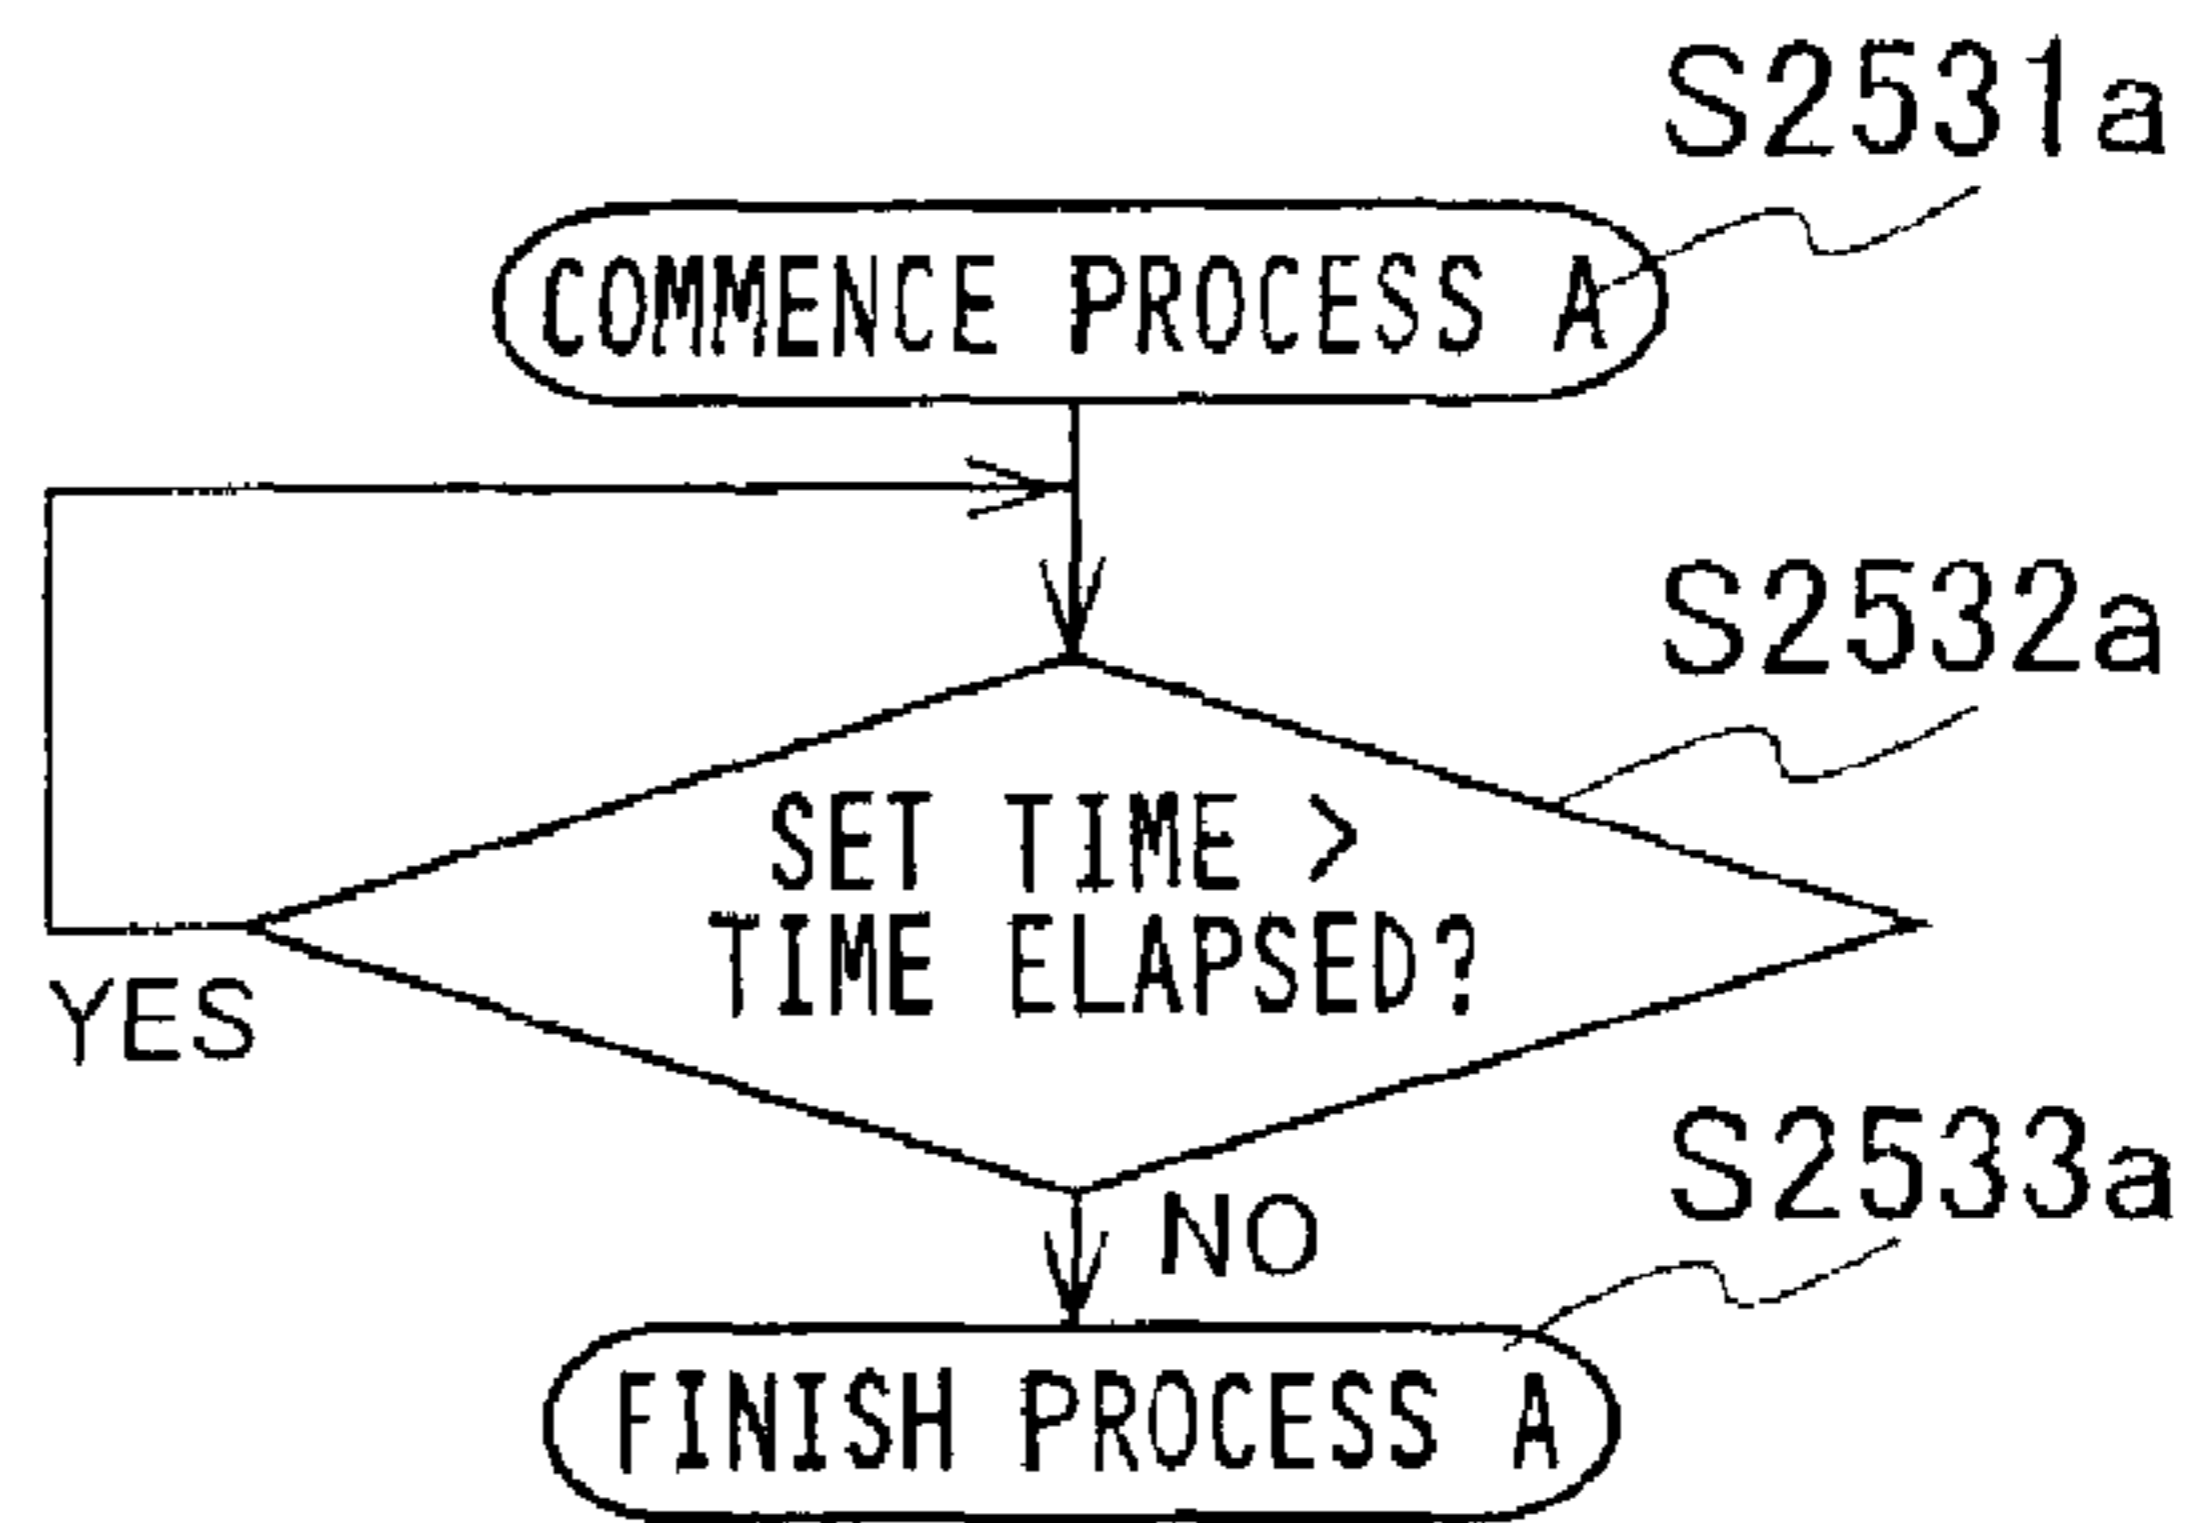 S2531a
COMMENCE PROCESS A
S2532a
SET TIME >
TIME ELAPSED?
YES
S2533a
NO
FINISH PROCESS A